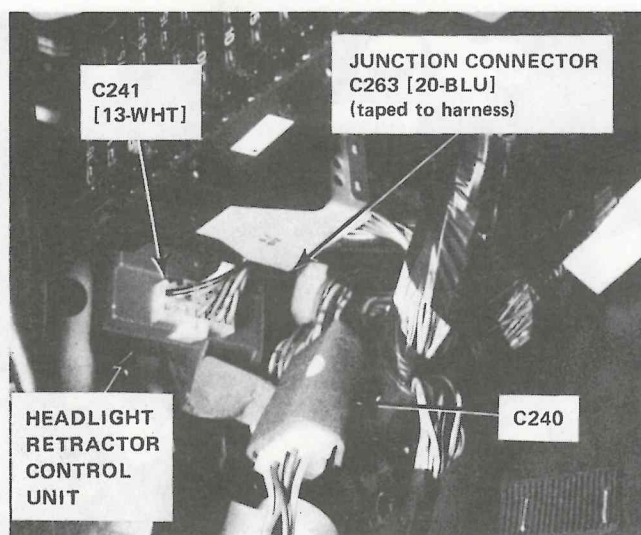 C241
[13-WHT]
JUNCTION CONNECTOR
C263 [20-BLU]
(taped to harness)
HEADLIGHT
RETRACTOR
CONTROL
UNIT
C240